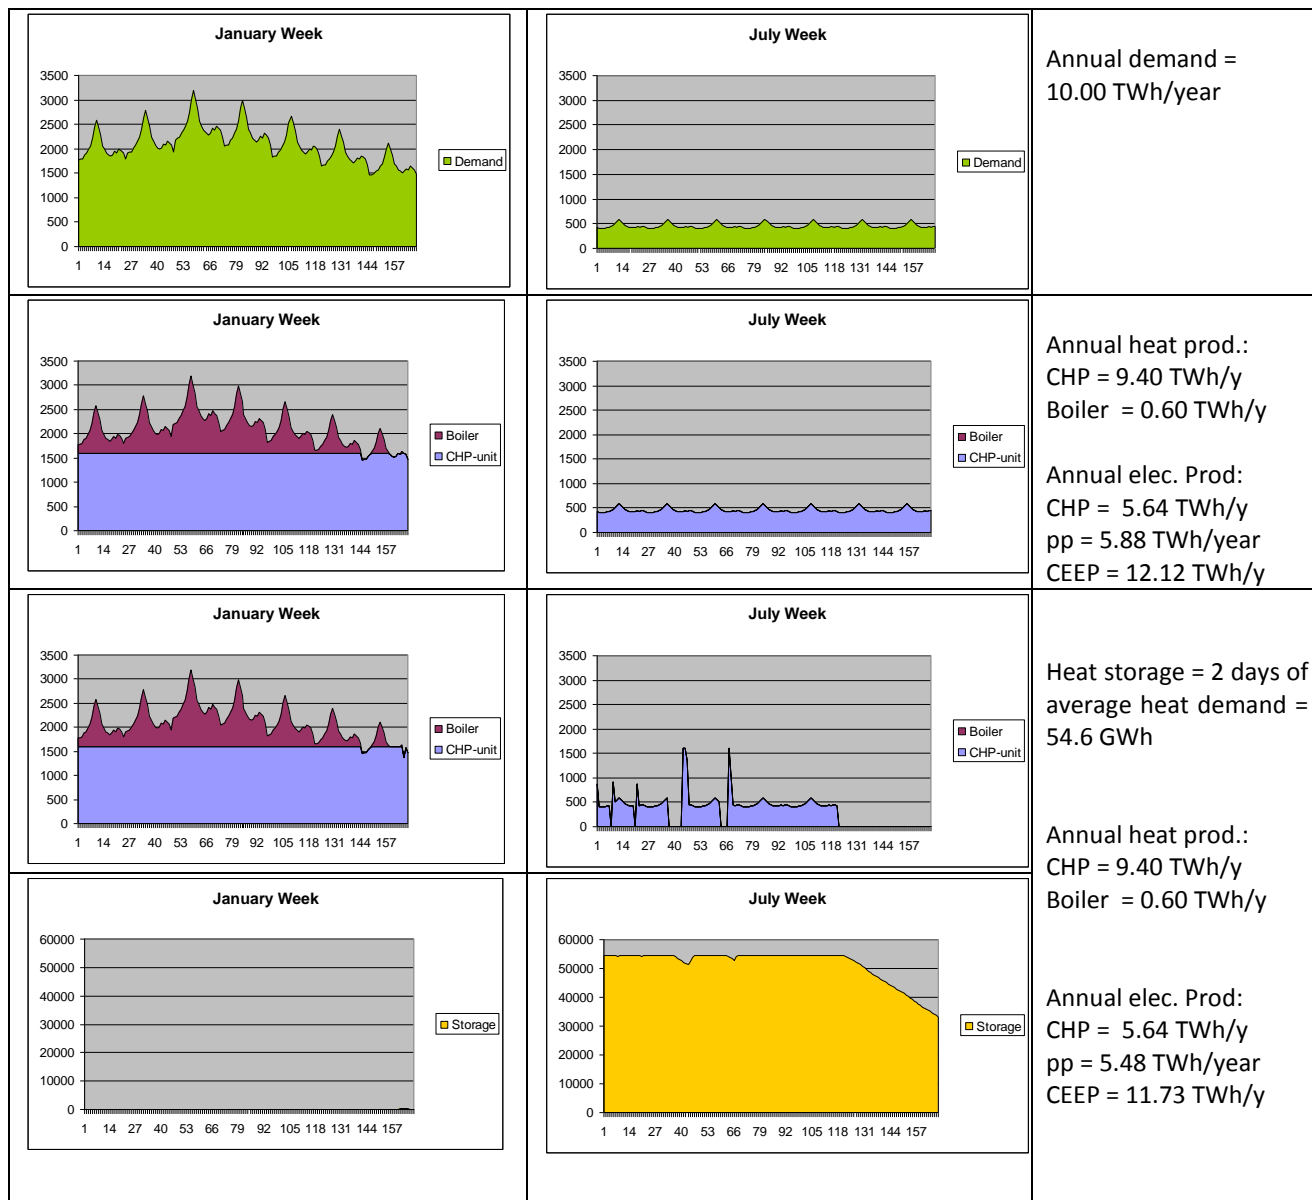 January Week
3500
3000
2500
2000
1500
1000
500
0
1 14 27 40 53 66 79 92 105 118 131 144 157
Demand
July Week
3500
3000
2500
2000
1500
1000
500
0
1 14 27 40 53 66 79 92 105 118 131 144 157
Demand
Annual demand =
10.00 TWh/year
January Week
3500
3000
2500
2000
1500
1000
500
0
1 14 27 40 53 66 79 92 105 118 131 144 157
Boiler
CHP-unit
July Week
3500
3000
2500
2000
1500
1000
500
0
1 14 27 40 53 66 79 92 105 118 131 144 157
Boiler
CHP-unit
Annual heat prod.:
CHP = 9.40 TWh/y
Boiler = 0.60 TWh/y
Annual elec. Prod:
CHP = 5.64 TWh/y
pp = 5.88 TWh/year
CEEP = 12.12 TWh/y
January Week
3500
3000
2500
2000
1500
1000
500
0
1 14 27 40 53 66 79 92 105 118 131 144 157
Boiler
CHP-unit
July Week
3500
3000
2500
2000
1500
1000
500
0
1 14 27 40 53 66 79 92 105 118 131 144 157
Boiler
CHP-unit
Heat storage = 2 days of
average heat demand =
54.6 GWh
Annual heat prod.:
CHP = 9.40 TWh/y
Boiler = 0.60 TWh/y
Annual elec. Prod:
CHP = 5.64 TWh/y
pp = 5.48 TWh/year
CEEP = 11.73 TWh/y
January Week
60000
50000
40000
30000
20000
10000
0
1 14 27 40 53 66 79 92 105 118 131 144 157
Storage
July Week
60000
50000
40000
30000
20000
10000
0
1 14 27 40 53 66 79 92 105 118 131 144 157
Storage